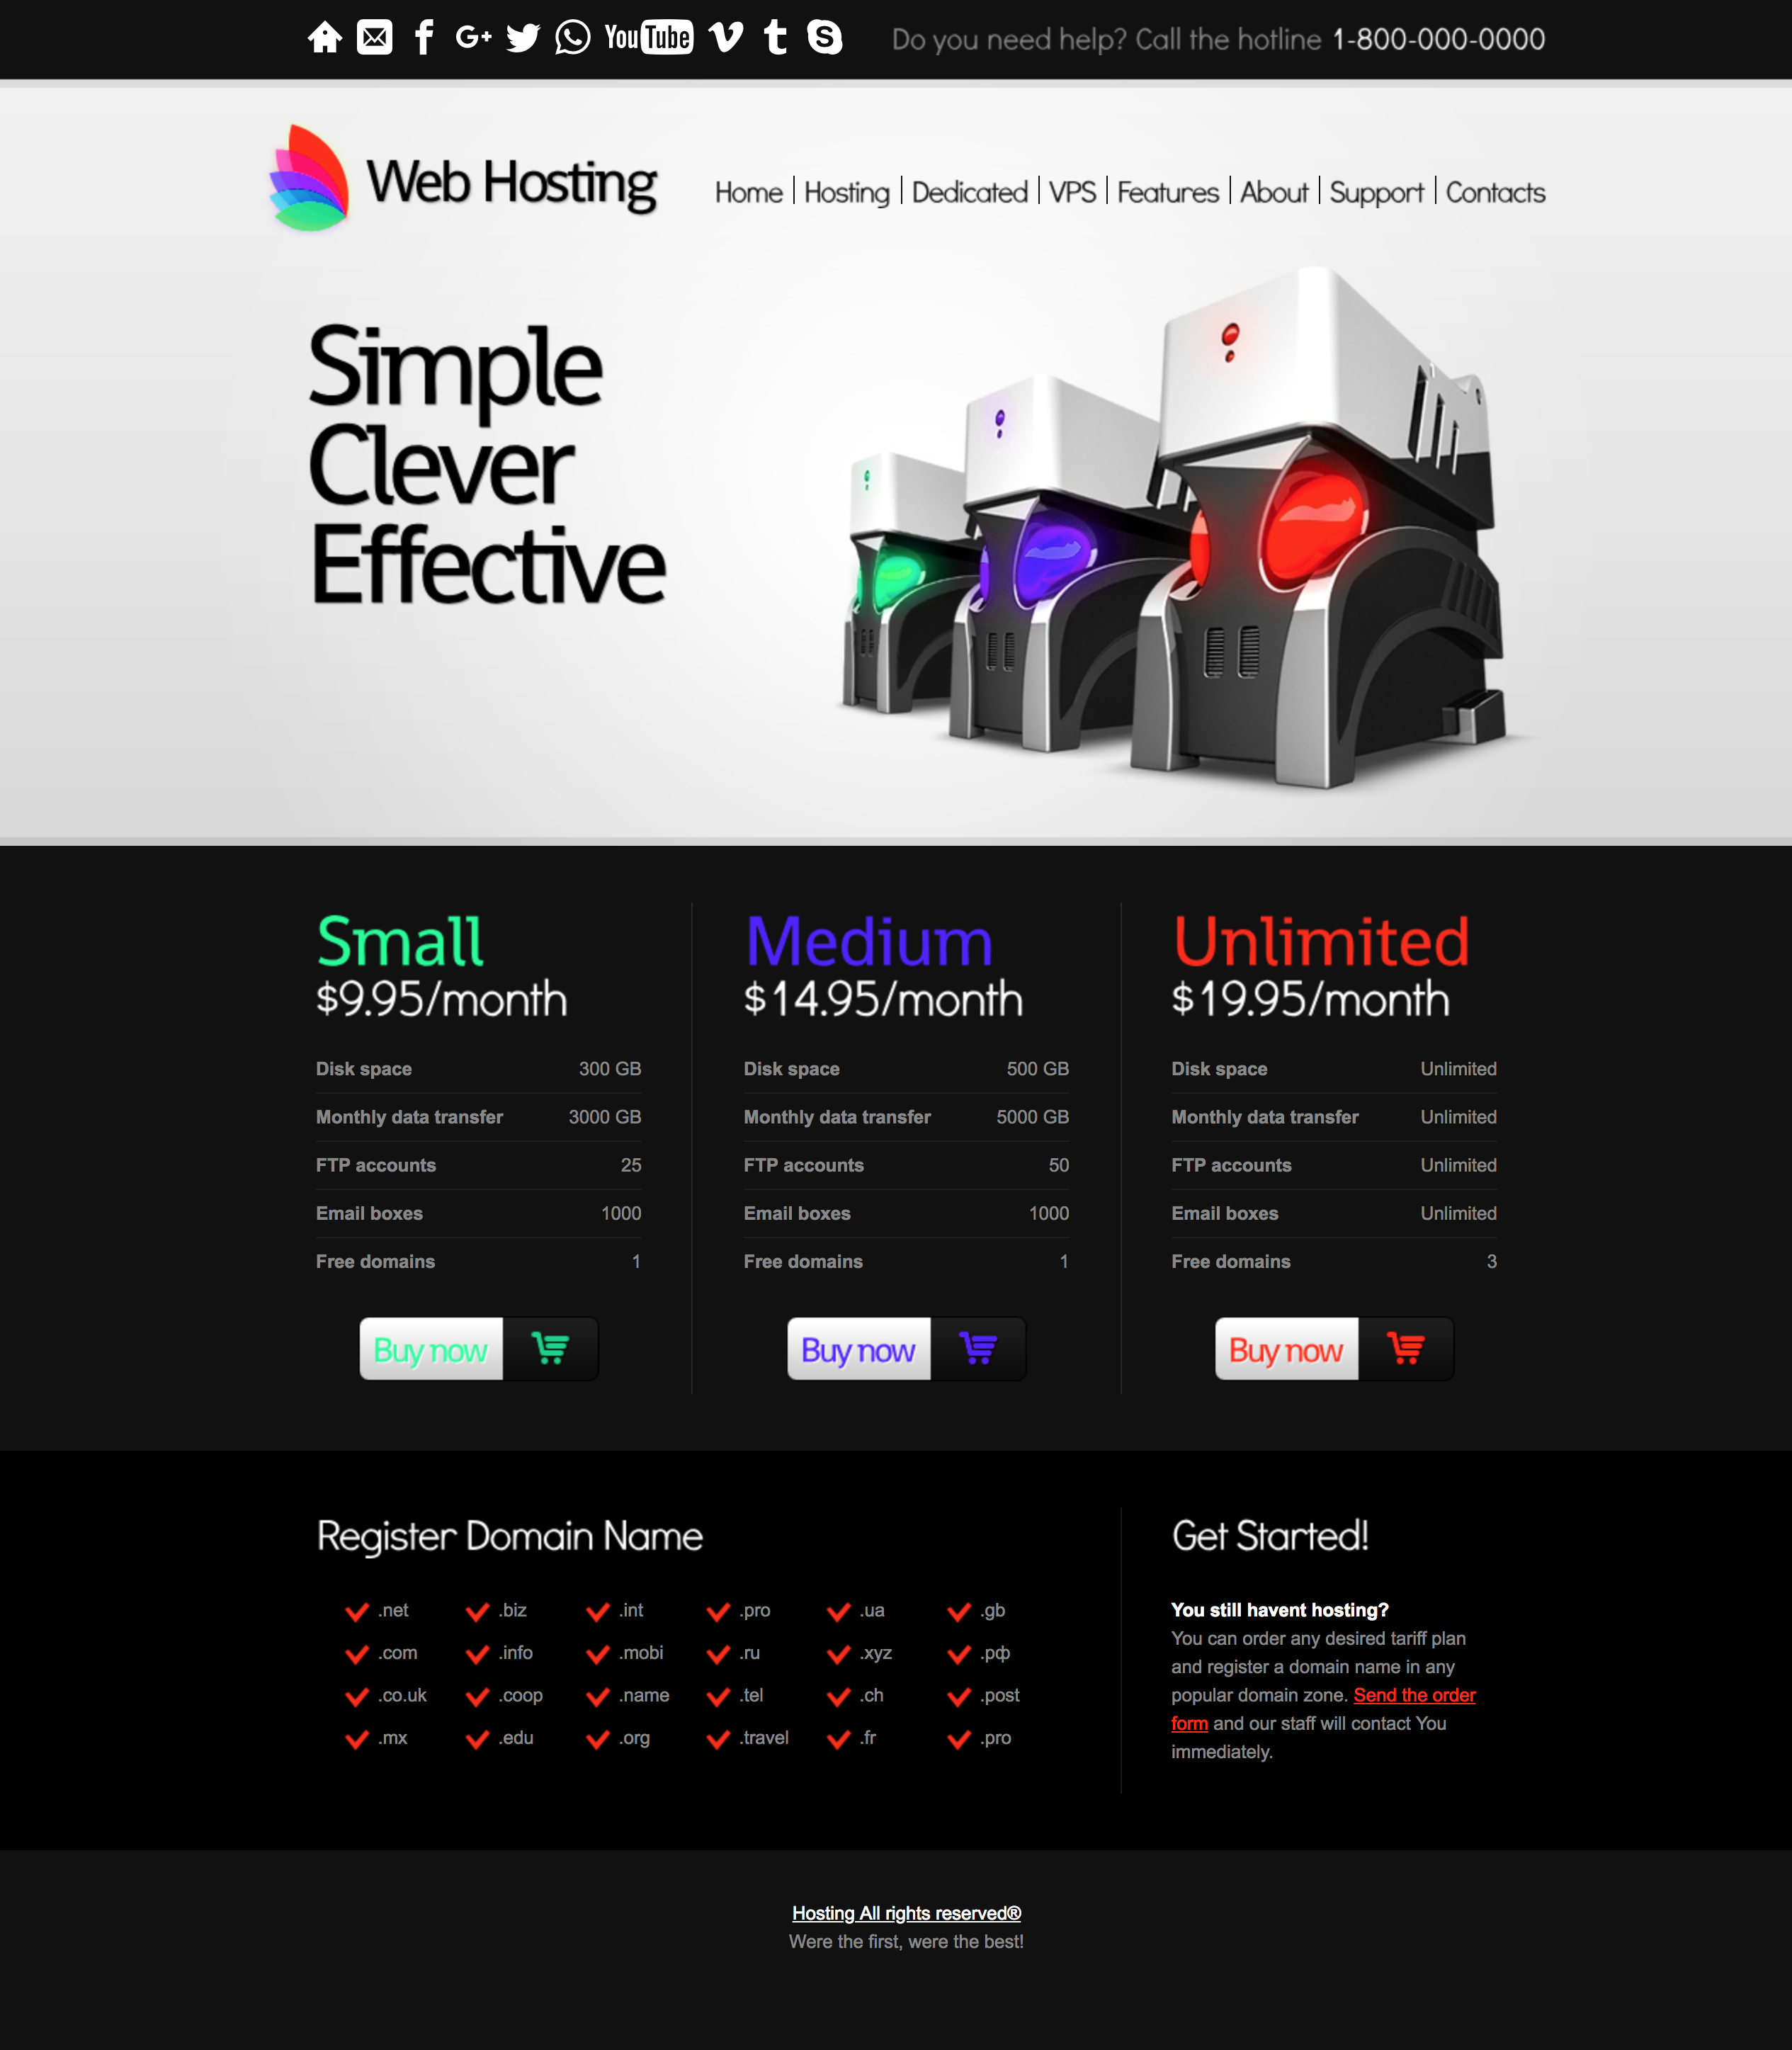 You Tube
Do you need help? Call the hotline 1-800-000-0000
Web Hosting
Home | Hosting | Dedicated | VPS | Features | About | Support | Contacts
Simple
Clever
Effective
Small
$9.95/month
Disk space 300 GB
Monthly data transfer 3000 GB
FTP accounts 25
Email boxes 1000
Free domains 1
Buy now
Medium
$14.95/month
Disk space 500 GB
Monthly data transfer 5000 GB
FTP accounts 50
Email boxes 1000
Free domains 1
Buy now
Unlimited
$19.95/month
Disk space Unlimited
Monthly data transfer Unlimited
FTP accounts Unlimited
Email boxes Unlimited
Free domains 3
Buy now
Register Domain Name
.net .biz .int .pro .ua .gb
.com .info .mobi .ru .xyz .рф
.co.uk .coop .name .tel .ch .post
.mx .edu .org .travel .fr .pro
Get Started!
You still havent hosting?
You can order any desired tariff plan
and register a domain name in any
popular domain zone. Send the order
form and our staff will contact You
immediately.
Hosting All rights reserved®
Were the first, were the best!